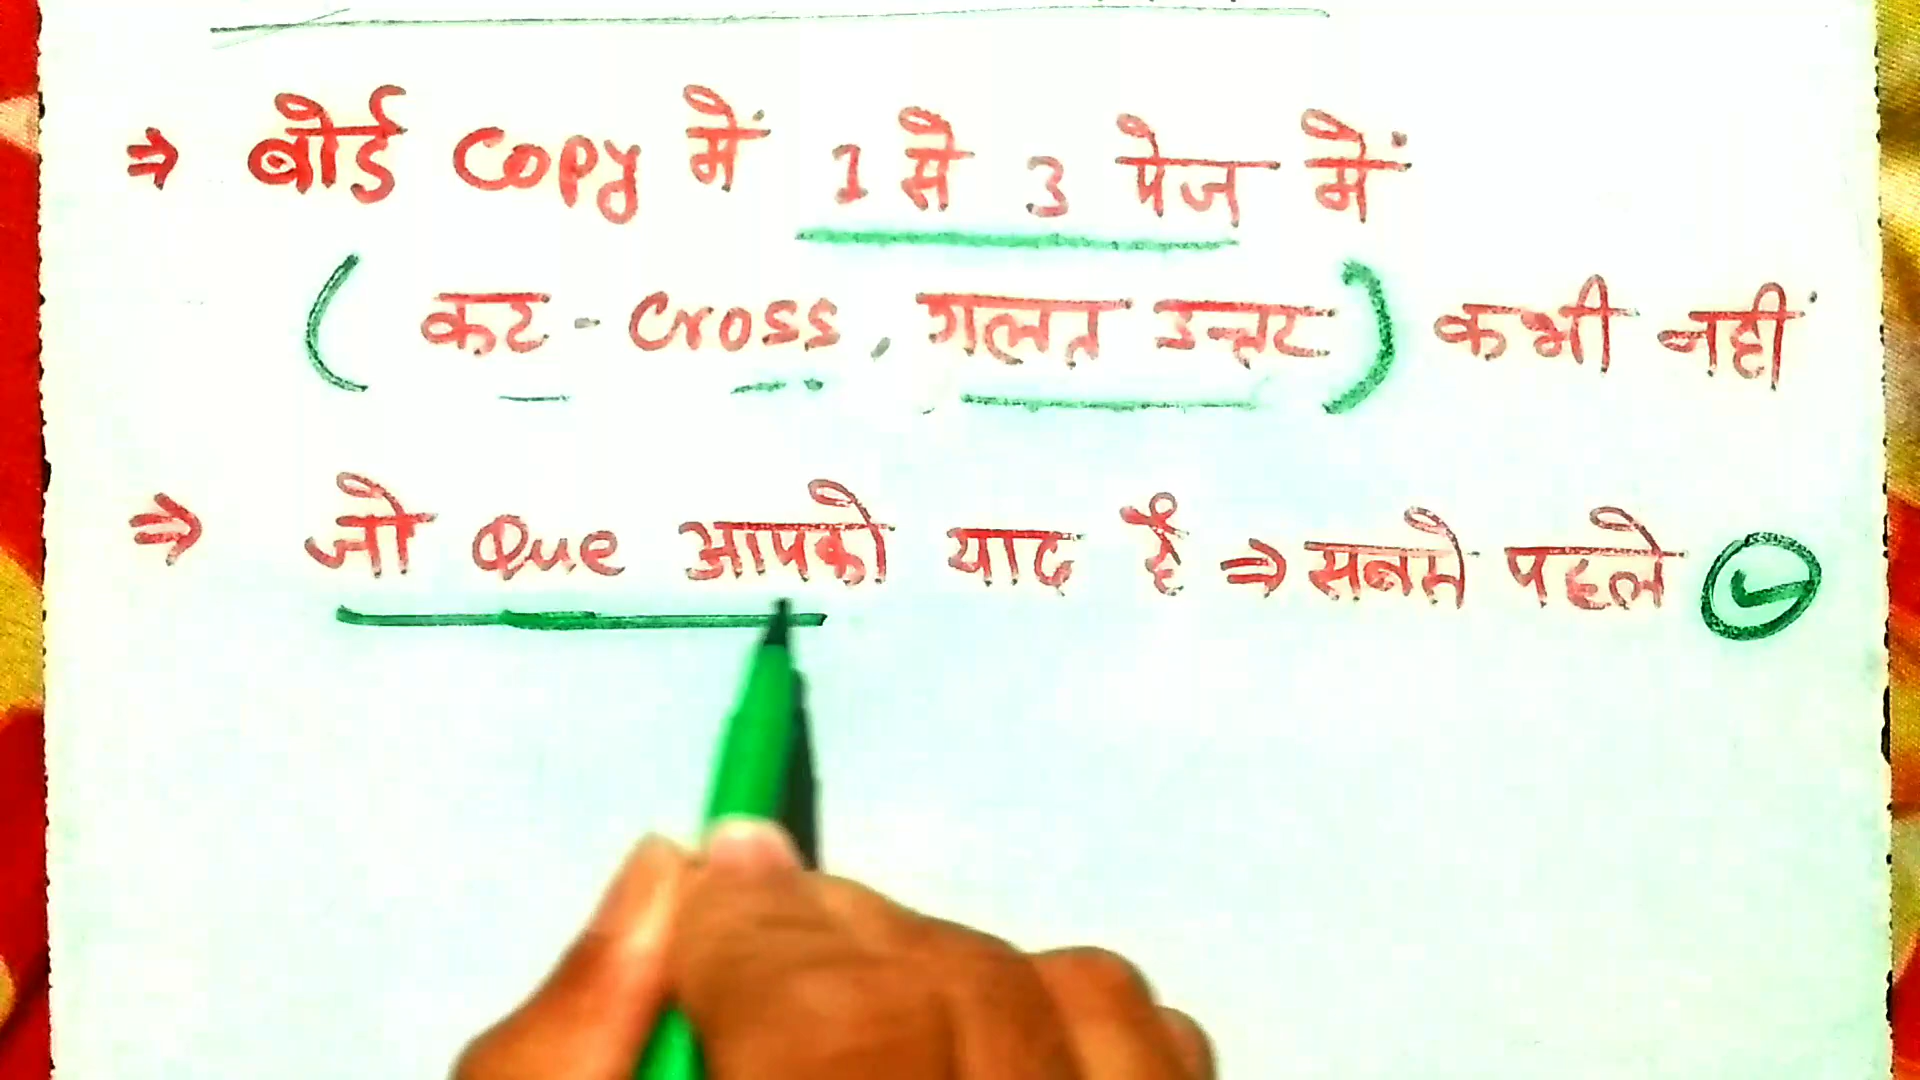 ⇒ बोर्ड Copy में 1 से 3 पेज में
( कट - Cross, गलत उत्तर ) कभी नहीं
⇒ जो Que आपको याद है ⇒ सबसे पहले